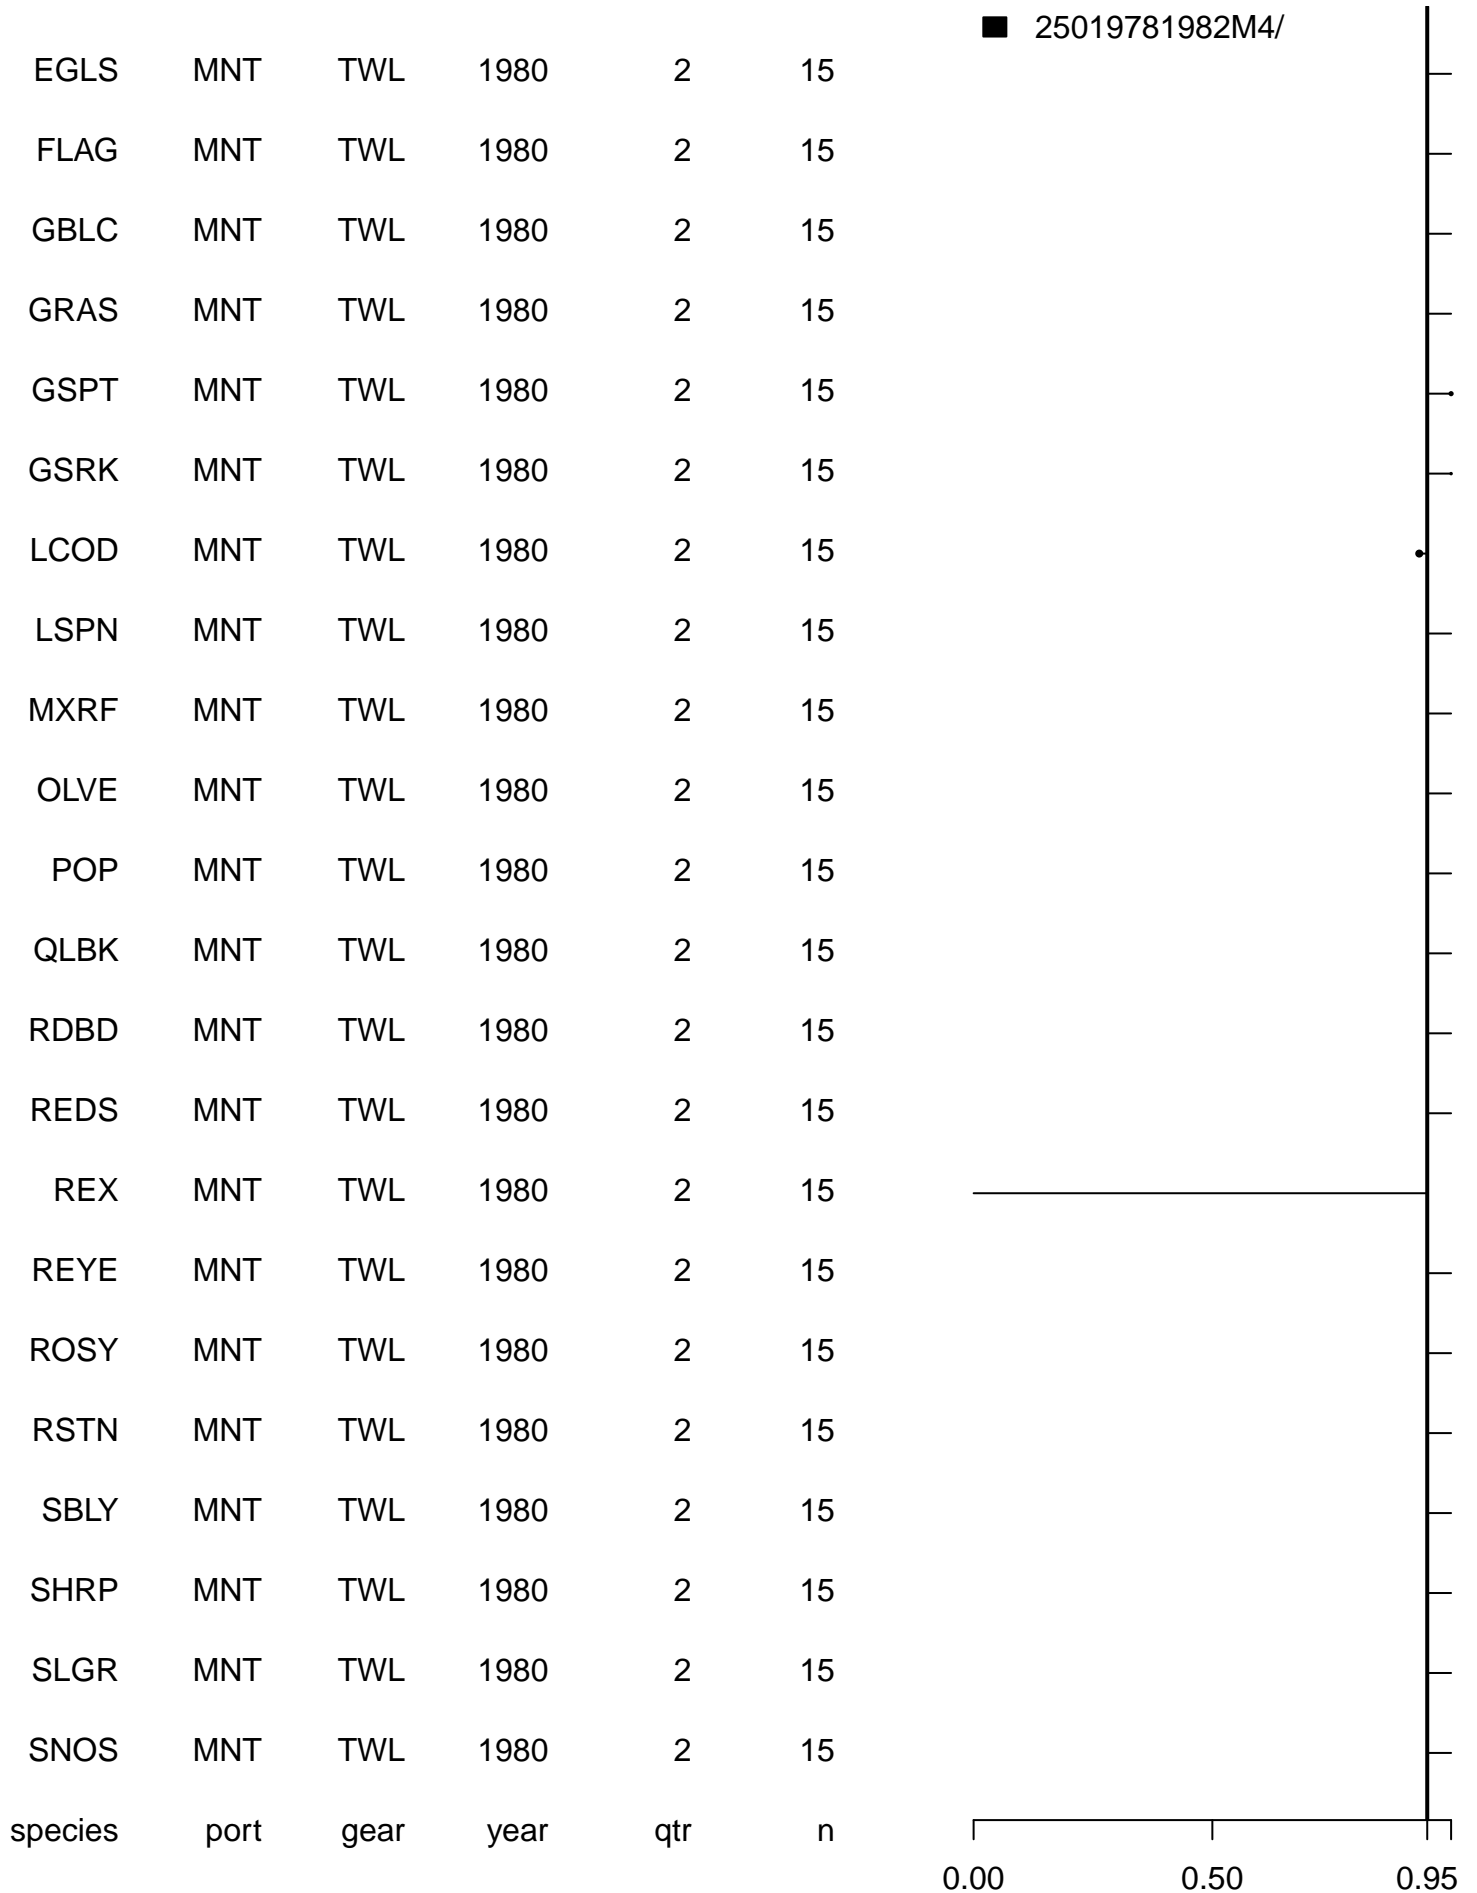 25019781982M4/
EGLS MNT TWL 1980 2 15
FLAG MNT TWL 1980 2 15
GBLC MNT TWL 1980 2 15
GRAS MNT TWL 1980 2 15
GSPT MNT TWL 1980 2 15
GSRK MNT TWL 1980 2 15
LCOD MNT TWL 1980 2 15
LSPN MNT TWL 1980 2 15
MXRF MNT TWL 1980 2 15
OLVE MNT TWL 1980 2 15
POP MNT TWL 1980 2 15
QLBK MNT TWL 1980 2 15
RDBD MNT TWL 1980 2 15
REDS MNT TWL 1980 2 15
REX MNT TWL 1980 2 15
REYE MNT TWL 1980 2 15
ROSY MNT TWL 1980 2 15
RSTN MNT TWL 1980 2 15
SBLY MNT TWL 1980 2 15
SHRP MNT TWL 1980 2 15
SLGR MNT TWL 1980 2 15
SNOS MNT TWL 1980 2 15
species port gear year qtr n
0.00 0.50 0.95